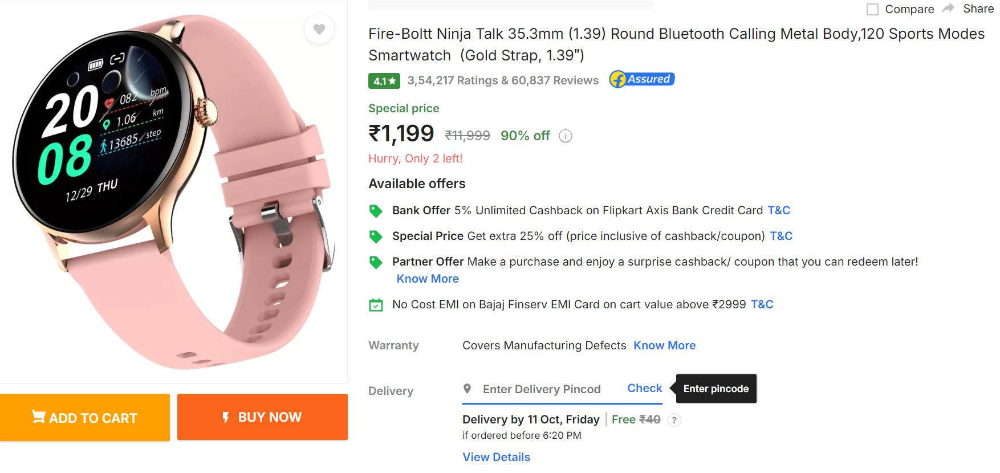 Compare
Share
Fire-Boltt Ninja Talk 35.3mm (1.39) Round Bluetooth Calling Metal Body,120 Sports Modes
Smartwatch (Gold Strap, 1.39")
4.1★ 3,54,217 Ratings & 60,837 Reviews f Assured
Special price
₹1,199 ₹11,999 90% off i
Hurry, Only 2 left!
Available offers
Bank Offer 5% Unlimited Cashback on Flipkart Axis Bank Credit Card T&C
Special Price Get extra 25% off (price inclusive of cashback/coupon) T&C
Partner Offer Make a purchase and enjoy a surprise cashback/ coupon that you can redeem later!
Know More
No Cost EMI on Bajaj Finserv EMI Card on cart value above ₹2999 T&C
Warranty Covers Manufacturing Defects Know More
Delivery Enter Delivery Pincod Check Enter pincode
Delivery by 11 Oct, Friday | Free ₹40 ?
if ordered before 6:20 PM
View Details
20
08
082 bpm
1.06 km
13685 step
12/29 THU
ADD TO CART
BUY NOW